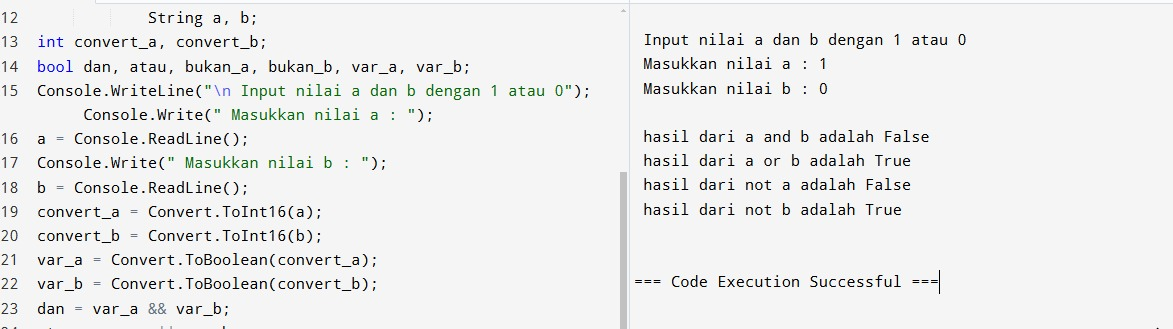 12 String a, b;
13 int convert_a, convert_b;
14 bool dan, atau, bukan_a, bukan_b, var_a, var_b;
15 Console.WriteLine("\n Input nilai a dan b dengan 1 atau 0");
Console.Write(" Masukkan nilai a : ");
16 a = Console.ReadLine();
17 Console.Write(" Masukkan nilai b : ");
18 b = Console.ReadLine();
19 convert_a = Convert.ToInt16(a);
20 convert_b = Convert.ToInt16(b);
21 var_a = Convert.ToBoolean(convert_a);
22 var_b = Convert.ToBoolean(convert_b);
23 dan = var_a && var_b;
Input nilai a dan b dengan 1 atau 0
Masukkan nilai a : 1
Masukkan nilai b : 0
hasil dari a and b adalah False
hasil dari a or b adalah True
hasil dari not a adalah False
hasil dari not b adalah True
=== Code Execution Successful ===